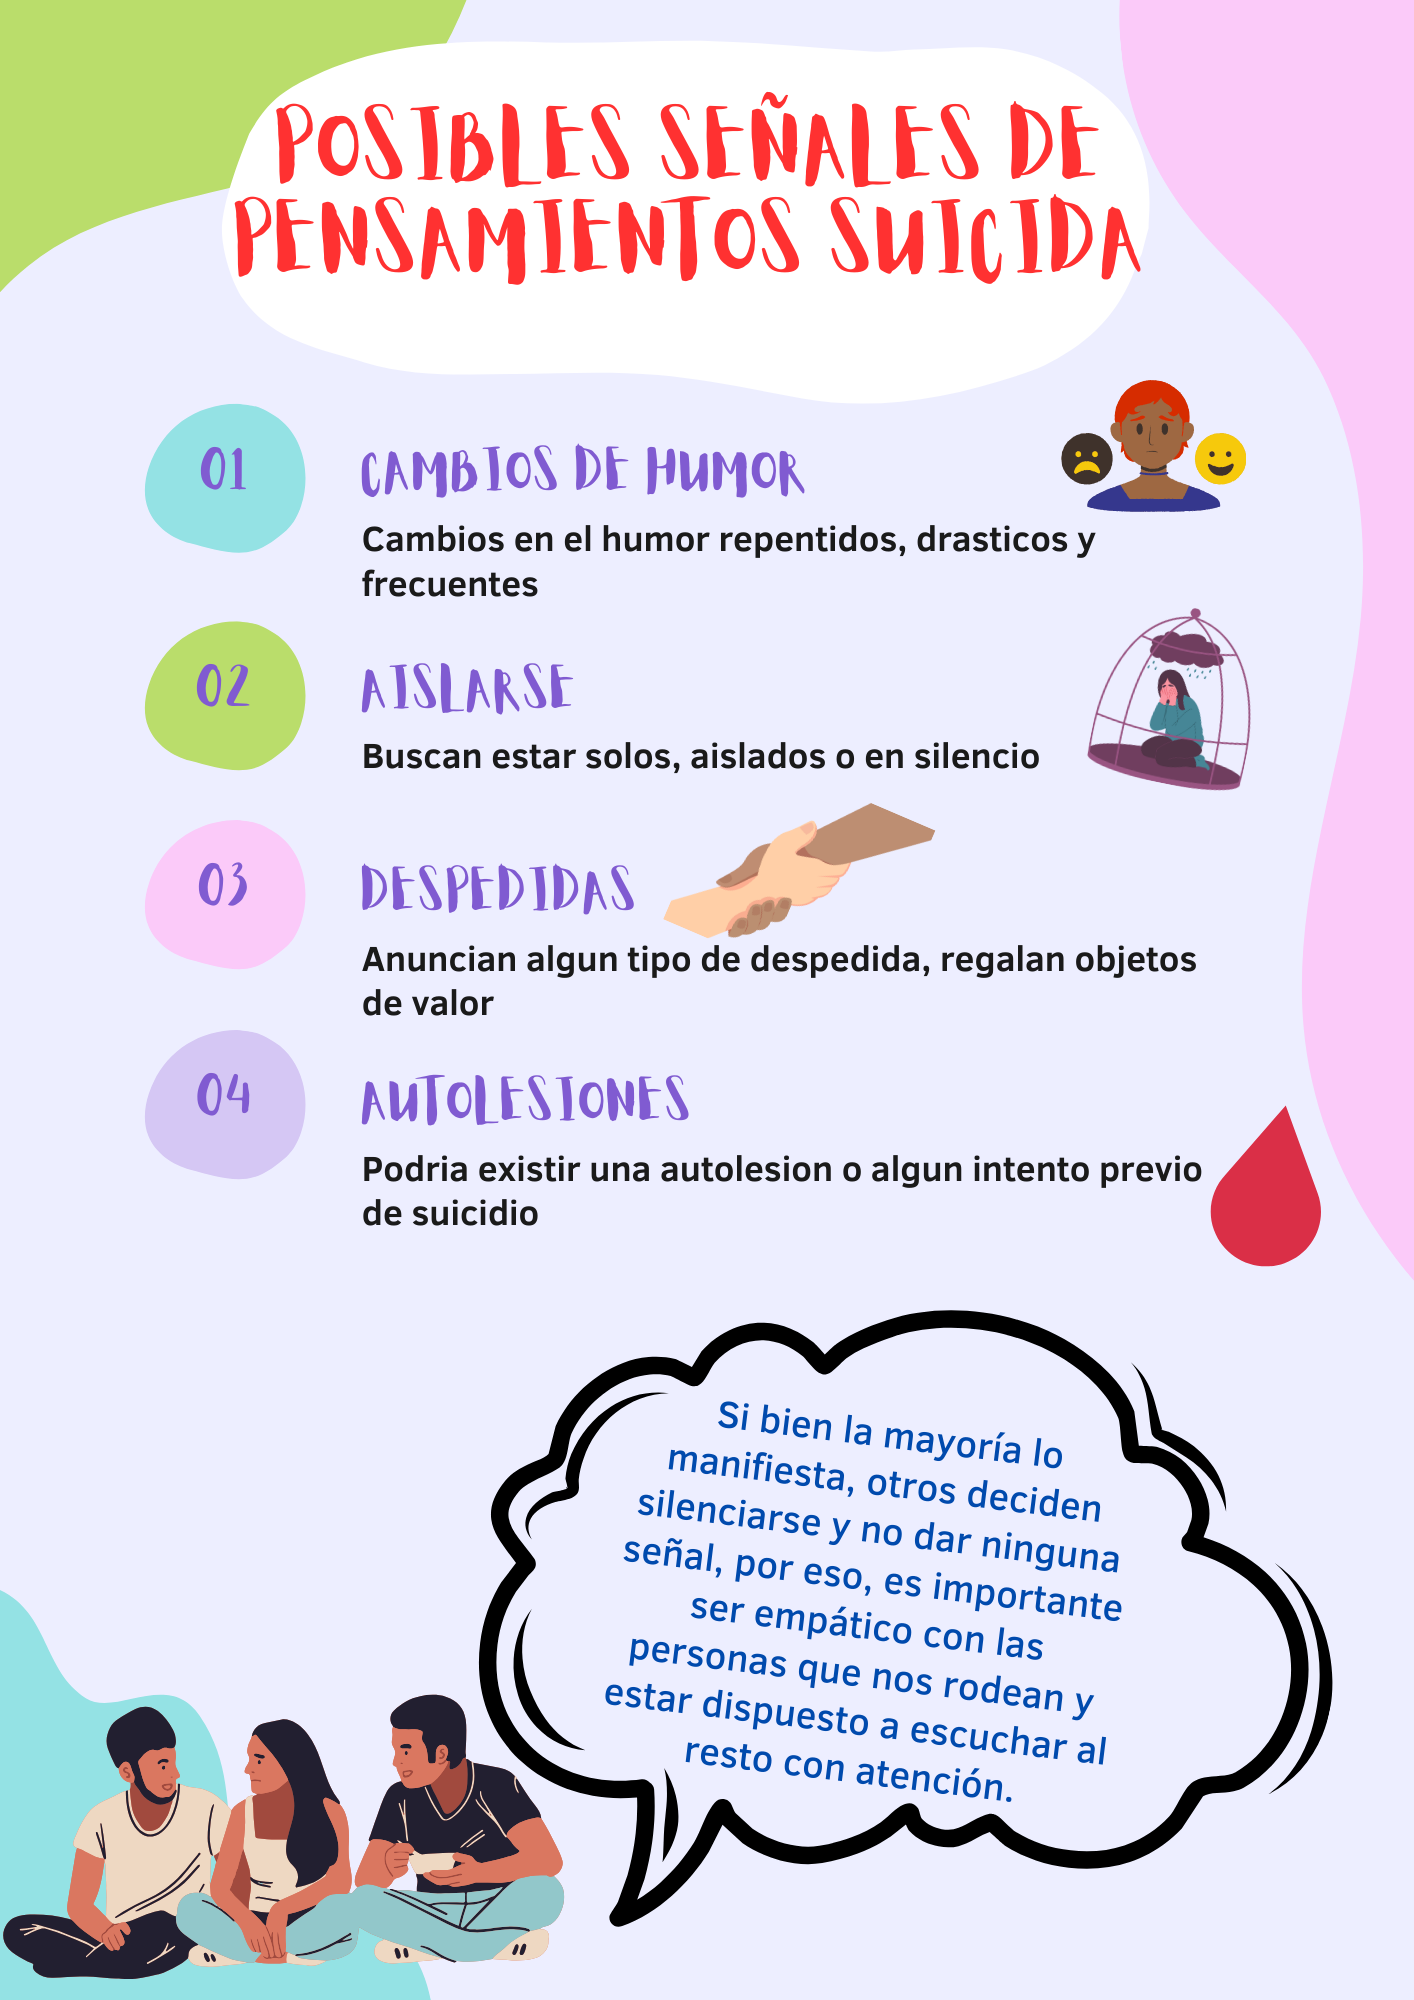 POSIBLES SEÑALES DE
PENSAMIENTOS SUICIDA
01
CAMBIOS DE HUMOR
Cambios en el humor repentidos, drasticos y
frecuentes
02
AISLARSE
Buscan estar solos, aislados o en silencio
03
DESPEDIDAS
Anuncian algun tipo de despedida, regalan objetos
de valor
04
AUTOLESIONES
Podria existir una autolesion o algun intento previo
de suicidio
Si bien la mayoría lo
manifiesta, otros deciden
silenciarse y no dar ninguna
señal, por eso, es importante
ser empático con las
personas que nos rodean y
estar dispuesto a escuchar al
resto con atención.